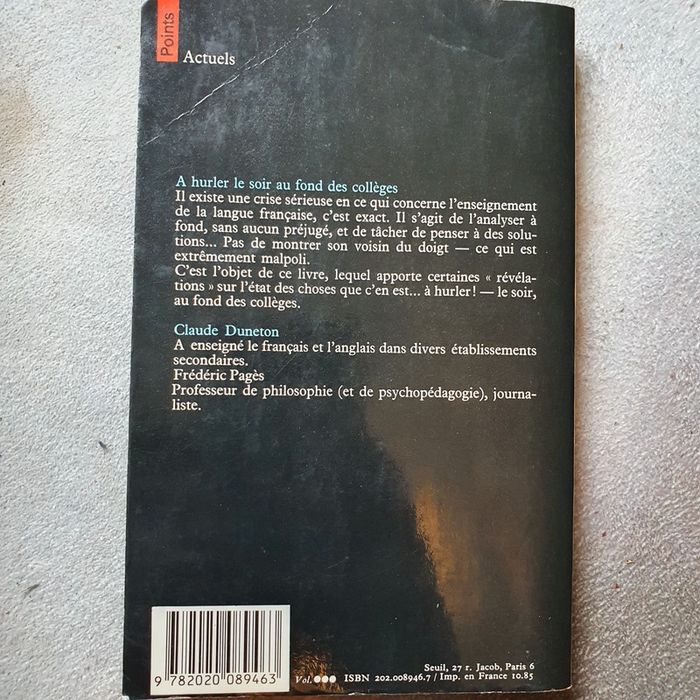 Points
Actuels
A hurler le soir au fond des collèges
Il existe une crise sérieuse en ce qui concerne l'enseignement
de la langue française, c'est exact. Il s'agit de l'analyser à
fond, sans aucun préjugé, et de tâcher de penser à des solu-
tions... Pas de montrer son voisin du doigt — ce qui est
extrêmement malpoli.
C'est l'objet de ce livre, lequel apporte certaines « révéla-
tions » sur l'état des choses que c'en est... à hurler! — le soir,
au fond des collèges.
Claude Duneton
A enseigné le français et l'anglais dans divers établissements
secondaires.
Frédéric Pagès
Professeur de philosophie (et de psychopédagogie), journa-
liste.
Seuil, 27 r. Jacob, Paris 6
9 782020 089463 Vol.●●● ISBN 202.008946.7 / Imp. en France 10.85